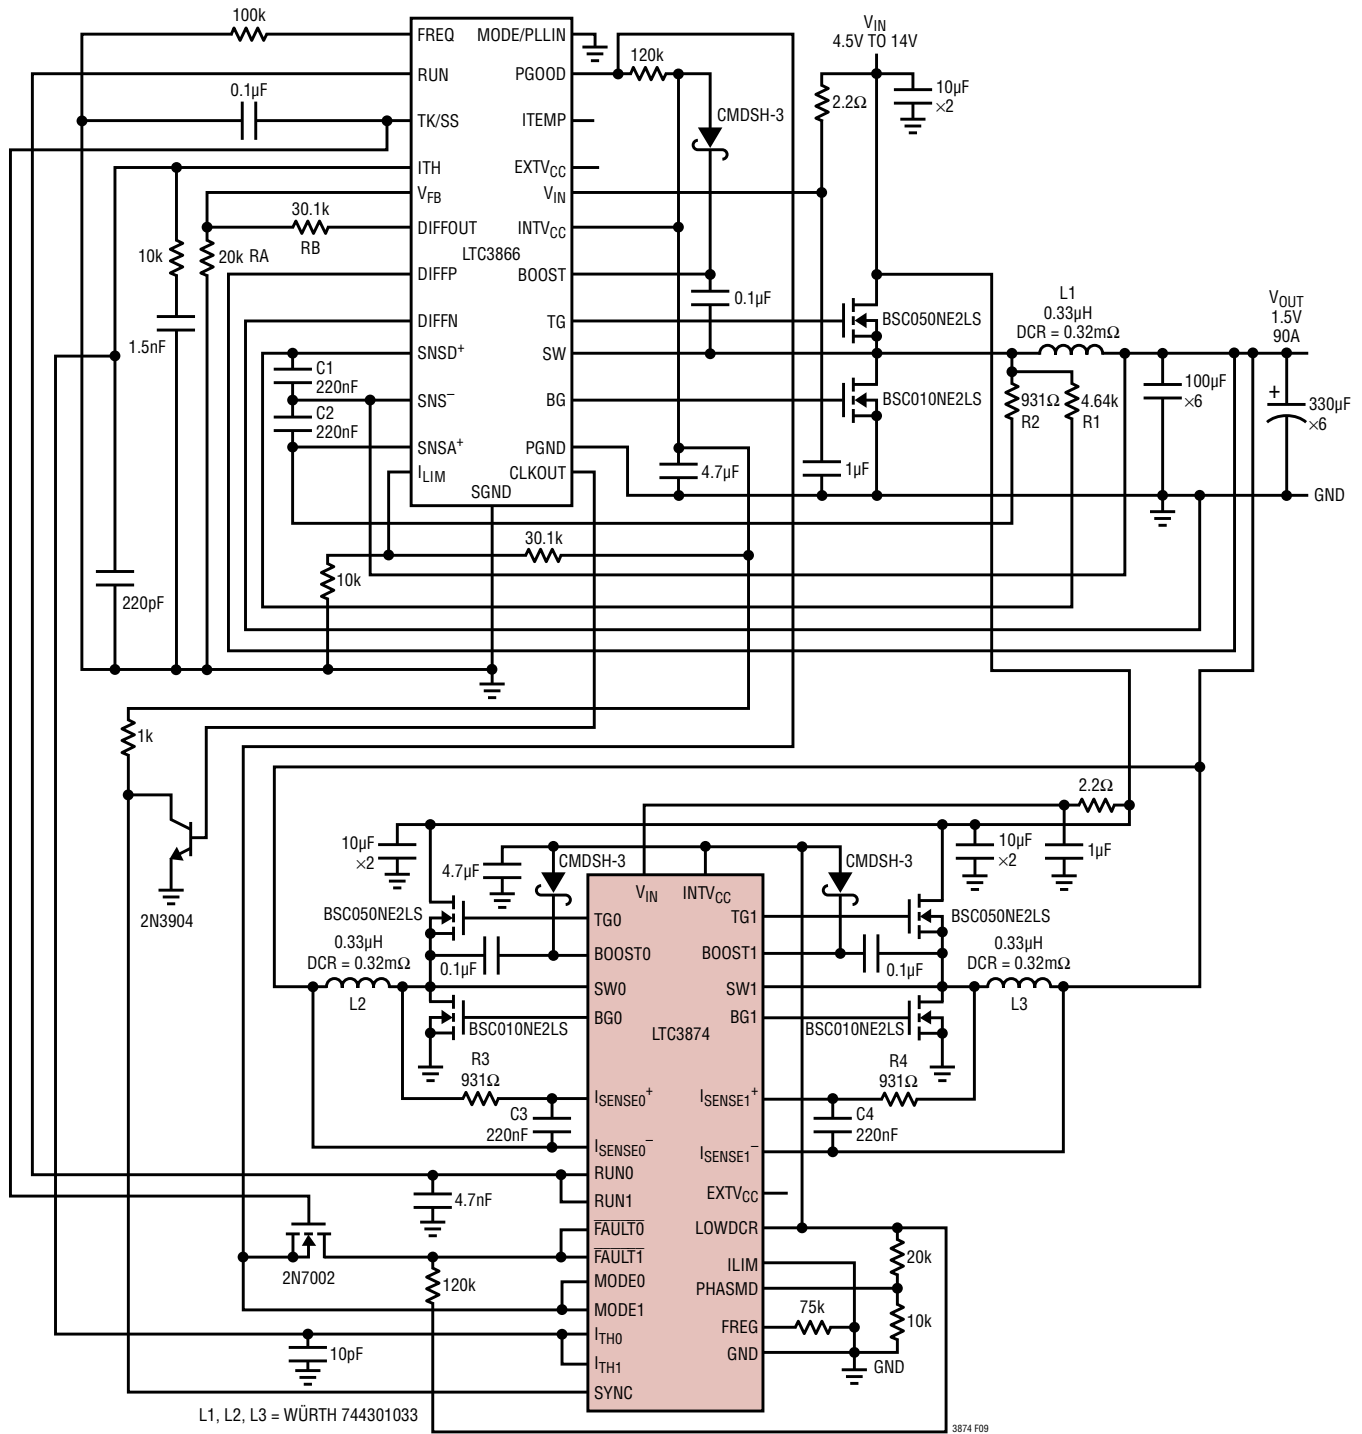 100k
FREQ
MODE/PLLIN
V_IN
4.5V TO 14V
RUN
PGOOD
120k
0.1µF
2.2Ω
10µF
×2
TK/SS
ITEMP
CMDSH-3
ITH
EXTV_CC
V_FB
V_IN
30.1k
RB
DIFFOUT
INTV_CC
LTC3866
10k
20k RA
DIFFP
BOOST
0.1µF
DIFFN
TG
BSC050NE2LS
L1
0.33µH
DCR = 0.32mΩ
V_OUT
1.5V
90A
1.5nF
SNSD+
SW
C1
220nF
SNS−
BG
BSC010NE2LS
C2
220nF
931Ω
R2
4.64k
R1
100µF
×6
+
330µF
×6
SNSA+
PGND
I_LIM
CLKOUT
4.7µF
1µF
SGND
GND
30.1k
10k
220pF
1k
2N3904
2.2Ω
10µF
×2
4.7µF
CMDSH-3
CMDSH-3
10µF
×2
1µF
V_IN
INTV_CC
BSC050NE2LS
TG0
TG1
BSC050NE2LS
0.33µH
DCR = 0.32mΩ
L2
0.1µF
BOOST0
BOOST1
0.1µF
0.33µH
DCR = 0.32mΩ
L3
SW0
SW1
BSC010NE2LS
BG0
BG1
BSC010NE2LS
LTC3874
R3
931Ω
R4
931Ω
I_SENSE0+
I_SENSE1+
C3
220nF
C4
220nF
I_SENSE0−
I_SENSE1−
RUN0
4.7nF
RUN1
EXTV_CC
FAULT0
LOWDCR
2N7002
FAULT1
20k
120k
MODE0
ILIM
PHASMD
MODE1
75k
10k
I_TH0
FREG
10pF
I_TH1
GND
GND
SYNC
L1, L2, L3 = WÜRTH 744301033
3874 F09